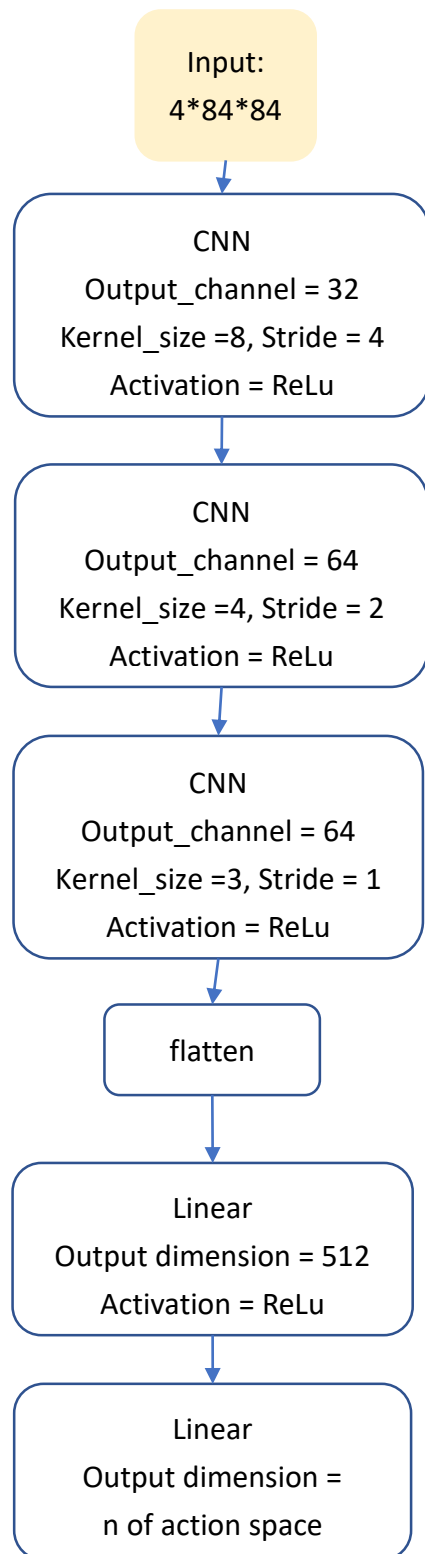 Input:
4*84*84
CNN
Output_channel = 32
Kernel_size =8, Stride = 4
Activation = ReLu
CNN
Output_channel = 64
Kernel_size =4, Stride = 2
Activation = ReLu
CNN
Output_channel = 64
Kernel_size =3, Stride = 1
Activation = ReLu
flatten
Linear
Output dimension = 512
Activation = ReLu
Linear
Output dimension =
n of action space